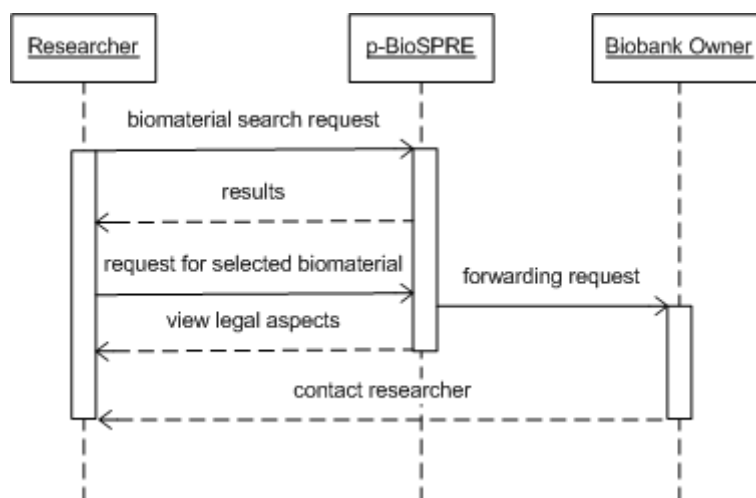 Researcher
p-BioSPRE
Biobank Owner
biomaterial search request
results
request for selected biomaterial
forwarding request
view legal aspects
contact researcher